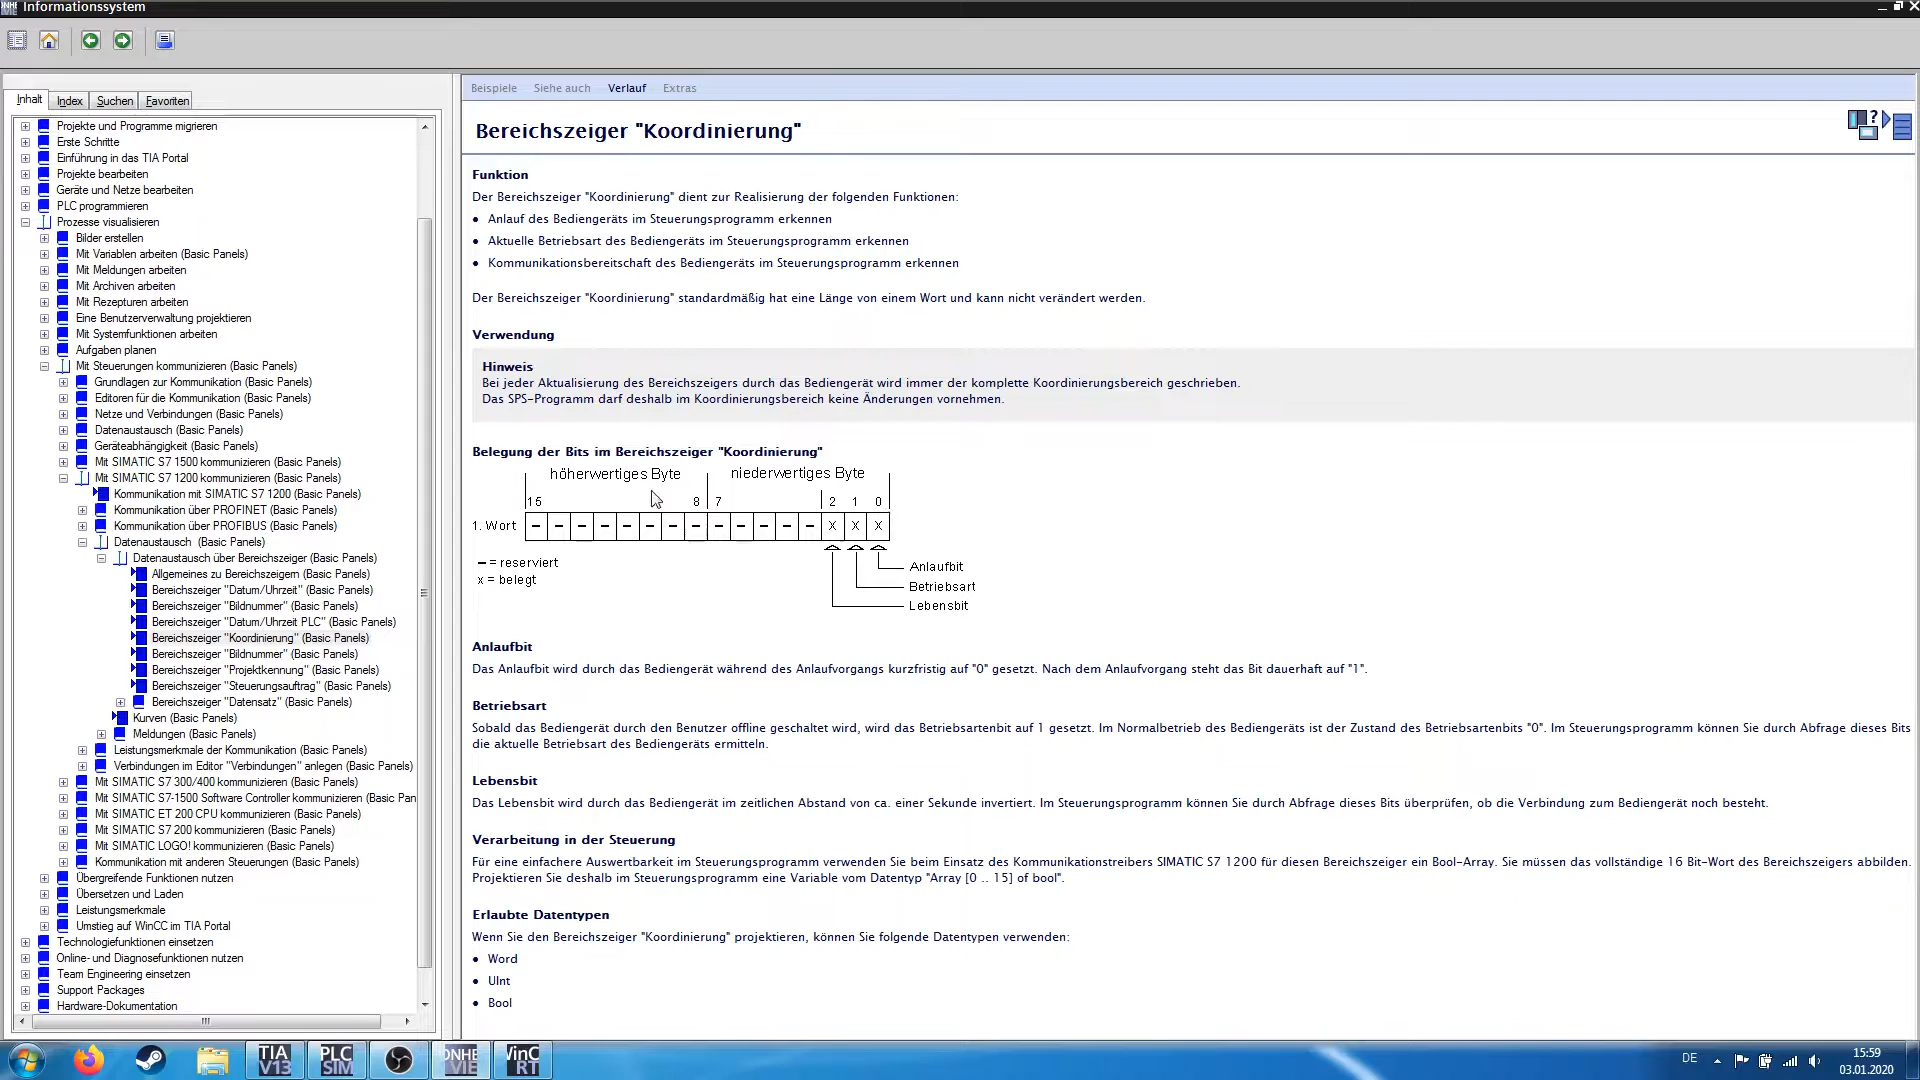 Informationssystem
Inhalt
Index
Suchen
Favoriten
Projekte und Programme migrieren
Erste Schritte
Einführung in das TIA Portal
Projekte bearbeiten
Geräte und Netze bearbeiten
PLC programmieren
Prozesse visualisieren
Bilder erstellen
Mit Variablen arbeiten (Basic Panels)
Mit Meldungen arbeiten
Mit Archiven arbeiten
Mit Rezepturen arbeiten
Eine Benutzerverwaltung projektieren
Mit Systemfunktionen arbeiten
Aufgaben planen
Mit Steuerungen kommunizieren (Basic Panels)
Grundlagen zur Kommunikation (Basic Panels)
Editoren für die Kommunikation (Basic Panels)
Netze und Verbindungen (Basic Panels)
Datenaustausch (Basic Panels)
Geräteabhängigkeit (Basic Panels)
Mit SIMATIC S7 1500 kommunizieren (Basic Panels)
Mit SIMATIC S7 1200 kommunizieren (Basic Panels)
Kommunikation mit SIMATIC S7 1200 (Basic Panels)
Kommunikation über PROFINET (Basic Panels)
Kommunikation über PROFIBUS (Basic Panels)
Datenaustausch (Basic Panels)
Datenaustausch über Bereichszeiger (Basic Panels)
Allgemeines zu Bereichszeigern (Basic Panels)
Bereichszeiger "Datum/Uhrzeit" (Basic Panels)
Bereichszeiger "Bildnummer" (Basic Panels)
Bereichszeiger "Datum/Uhrzeit PLC" (Basic Panels)
Bereichszeiger "Koordinierung" (Basic Panels)
Bereichszeiger "Bildnummer" (Basic Panels)
Bereichszeiger "Projektkennung" (Basic Panels)
Bereichszeiger "Steuerungsauftrag" (Basic Panels)
Bereichszeiger "Datensatz" (Basic Panels)
Kurven (Basic Panels)
Meldungen (Basic Panels)
Leistungsmerkmale der Kommunikation (Basic Panels)
Verbindungen im Editor "Verbindungen" anlegen (Basic Panels)
Mit SIMATIC S7 300/400 kommunizieren (Basic Panels)
Mit SIMATIC S7-1500 Software Controller kommunizieren (Basic Pan
Mit SIMATIC ET 200 CPU kommunizieren (Basic Panels)
Mit SIMATIC S7 200 kommunizieren (Basic Panels)
Mit SIMATIC LOGO! kommunizieren (Basic Panels)
Kommunikation mit anderen Steuerungen (Basic Panels)
Übergreifende Funktionen nutzen
Übersetzen und Laden
Leistungsmerkmale
Umstieg auf WinCC im TIA Portal
Technologiefunktionen einsetzen
Online- und Diagnosefunktionen nutzen
Team Engineering einsetzen
Support Packages
Hardware-Dokumentation
Beispiele Siehe auch Verlauf Extras
Bereichszeiger "Koordinierung"
Funktion
Der Bereichszeiger "Koordinierung" dient zur Realisierung der folgenden Funktionen:
• Anlauf des Bediengeräts im Steuerungsprogramm erkennen
• Aktuelle Betriebsart des Bediengeräts im Steuerungsprogramm erkennen
• Kommunikationsbereitschaft des Bediengeräts im Steuerungsprogramm erkennen
Der Bereichszeiger "Koordinierung" standardmäßig hat eine Länge von einem Wort und kann nicht verändert werden.
Verwendung
Hinweis
Bei jeder Aktualisierung des Bereichszeigers durch das Bediengerät wird immer der komplette Koordinierungsbereich geschrieben.
Das SPS-Programm darf deshalb im Koordinierungsbereich keine Änderungen vornehmen.
Belegung der Bits im Bereichszeiger "Koordinierung"
höherwertiges Byte niederwertiges Byte
15 8 7 2 1 0
1. Wort – – – – – – – – – – – – – X X X
– = reserviert
x = belegt
Anlaufbit
Betriebsart
Lebensbit
Anlaufbit
Das Anlaufbit wird durch das Bediengerät während des Anlaufvorgangs kurzfristig auf "0" gesetzt. Nach dem Anlaufvorgang steht das Bit dauerhaft auf "1".
Betriebsart
Sobald das Bediengerät durch den Benutzer offline geschaltet wird, wird das Betriebsartenbit auf 1 gesetzt. Im Normalbetrieb des Bediengeräts ist der Zustand des Betriebsartenbits "0". Im Steuerungsprogramm können Sie durch Abfrage dieses Bits
die aktuelle Betriebsart des Bediengeräts ermitteln.
Lebensbit
Das Lebensbit wird durch das Bediengerät im zeitlichen Abstand von ca. einer Sekunde invertiert. Im Steuerungsprogramm können Sie durch Abfrage dieses Bits überprüfen, ob die Verbindung zum Bediengerät noch besteht.
Verarbeitung in der Steuerung
Für eine einfachere Auswertbarkeit im Steuerungsprogramm verwenden Sie beim Einsatz des Kommunikationstreibers SIMATIC S7 1200 für diesen Bereichszeiger ein Bool-Array. Sie müssen das vollständige 16 Bit-Wort des Bereichszeigers abbilden.
Projektieren Sie deshalb im Steuerungsprogramm eine Variable vom Datentyp "Array [0 .. 15] of bool".
Erlaubte Datentypen
Wenn Sie den Bereichszeiger "Koordinierung" projektieren, können Sie folgende Datentypen verwenden:
• Word
• UInt
• Bool
TIA
V13
PLC
SIM
ONHE
VIE
WinC
RT
DE
15:59
03.01.2020